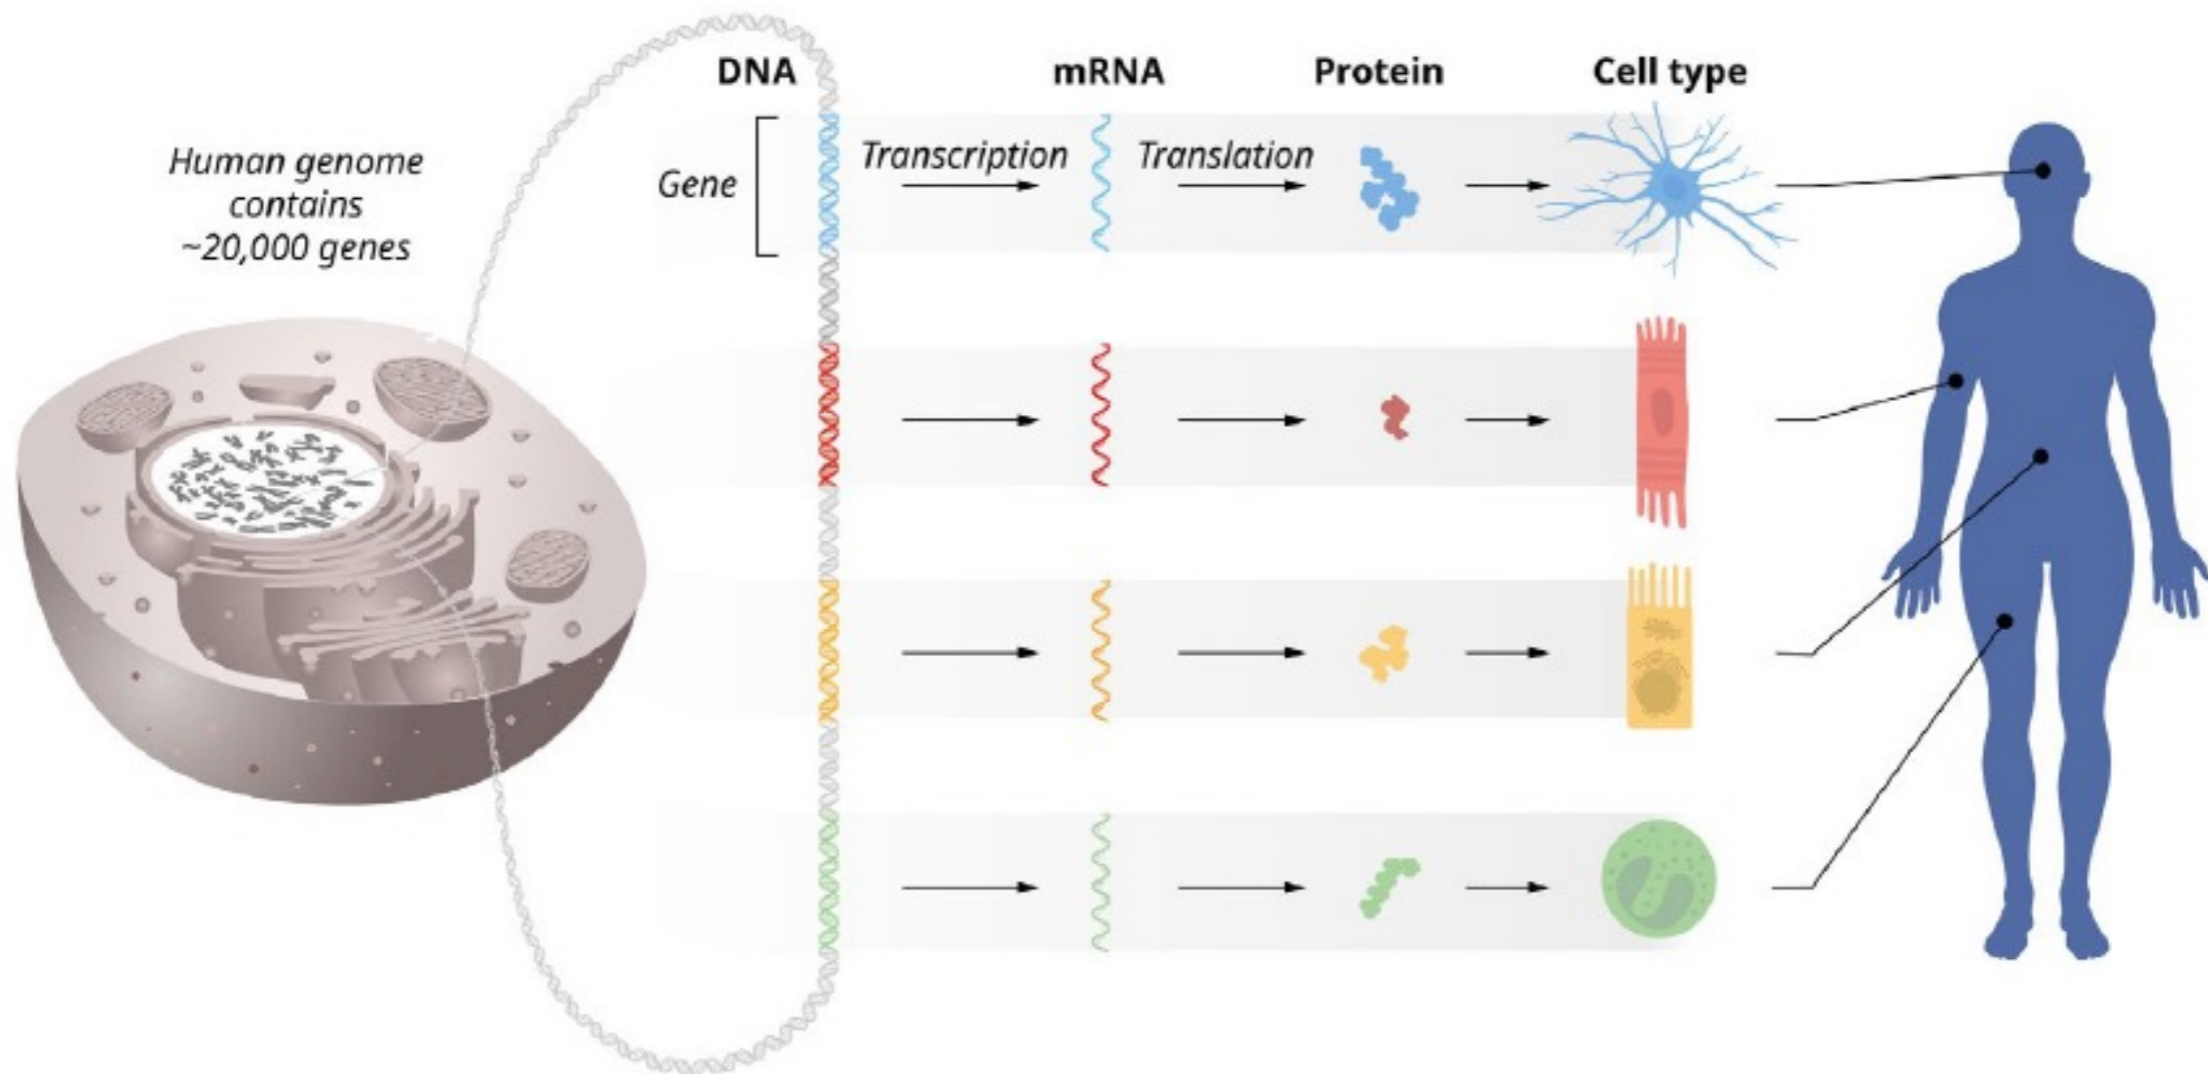 DNA
mRNA
Protein
Cell type
Human genome
contains
~20,000 genes
Gene
Transcription
Translation